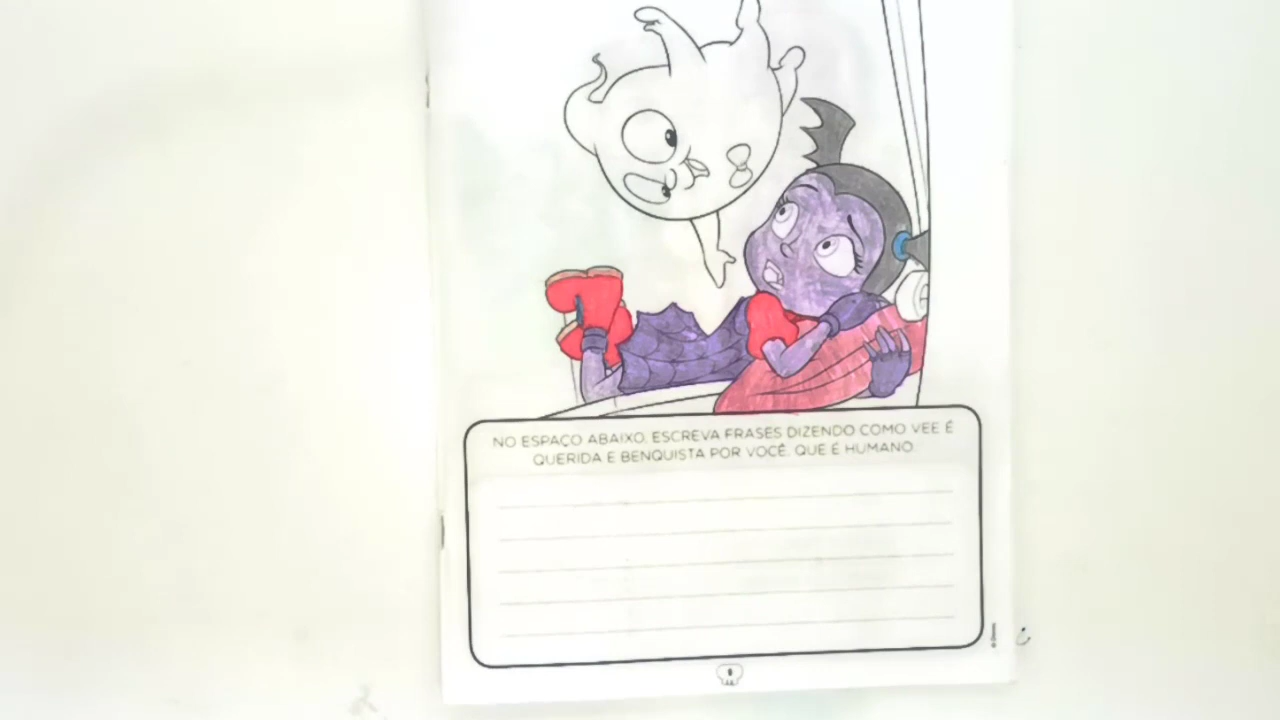 NO ESPAÇO ABAIXO, ESCREVA FRASES DIZENDO COMO VEE É
QUERIDA E BENQUISTA POR VOCÊ, QUE É HUMANO.